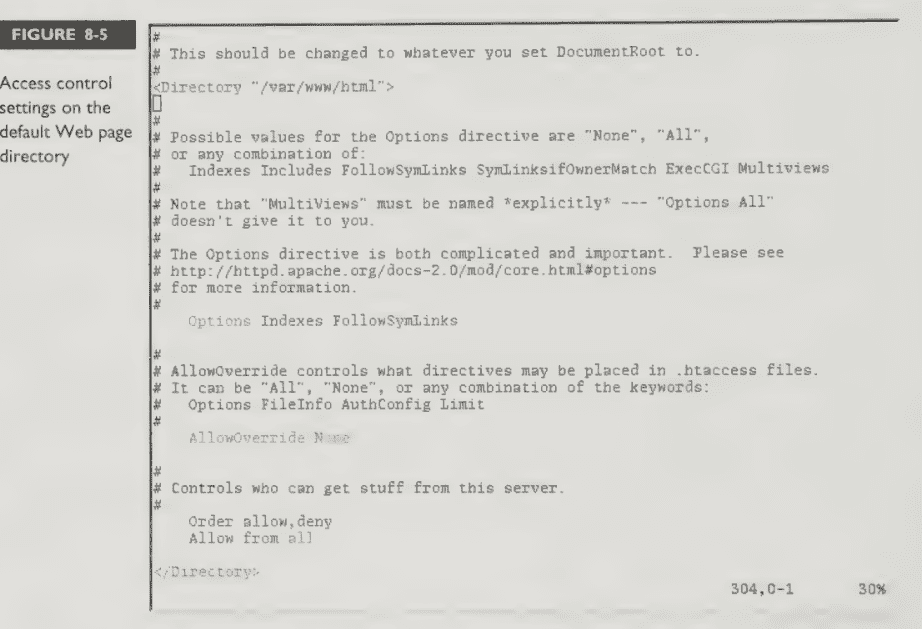 FIGURE 8-5
Access control
settings on the
default Web page
directory
#
# This should be changed to whatever you set DocumentRoot to.
#
<Directory "/var/www/html">
#
# Possible values for the Options directive are "None", "All",
# or any combination of:
#   Indexes Includes FollowSymLinks SymLinksifOwnerMatch ExecCGI Multiviews
#
# Note that "MultiViews" must be named *explicitly* --- "Options All"
# doesn't give it to you.
#
# The Options directive is both complicated and important.  Please see
# http://httpd.apache.org/docs-2.0/mod/core.html#options
# for more information.
#
    Options Indexes FollowSymLinks
#
# AllowOverride controls what directives may be placed in .htaccess files.
# It can be "All", "None", or any combination of the keywords:
#   Options FileInfo AuthConfig Limit
#
    AllowOverride None
#
# Controls who can get stuff from this server.
#
    Order allow,deny
    Allow from all
</Directory>
304,0-1 30%